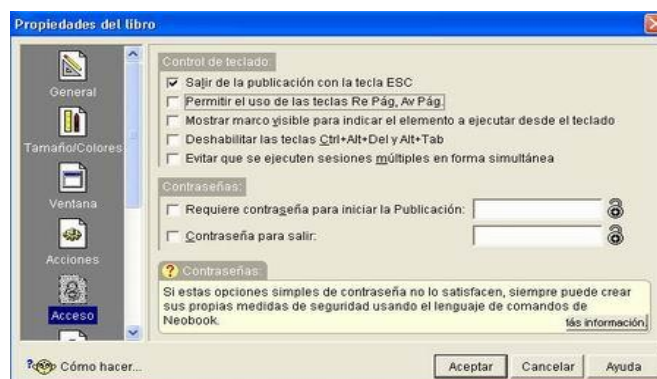 Propiedades del libro
General
Tamaño/Colores
Ventana
Acciones
Acceso
Control de teclado:
Salir de la publicación con la tecla ESC
Permitir el uso de las teclas Re Pág, Av Pág.
Mostrar marco visible para indicar el elemento a ejecutar desde el teclado
Deshabilitar las teclas Ctrl+Alt+Del y Alt+Tab
Evitar que se ejecuten sesiones múltiples en forma simultánea
Contraseñas:
Requiere contraseña para iniciar la Publicación:
Contraseña para salir:
? Contraseñas:
Si estas opciones simples de contraseña no lo satisfacen, siempre puede crear
sus propias medidas de seguridad usando el lenguaje de comandos de
Neobook.
ás información
Cómo hacer...
Aceptar
Cancelar
Ayuda